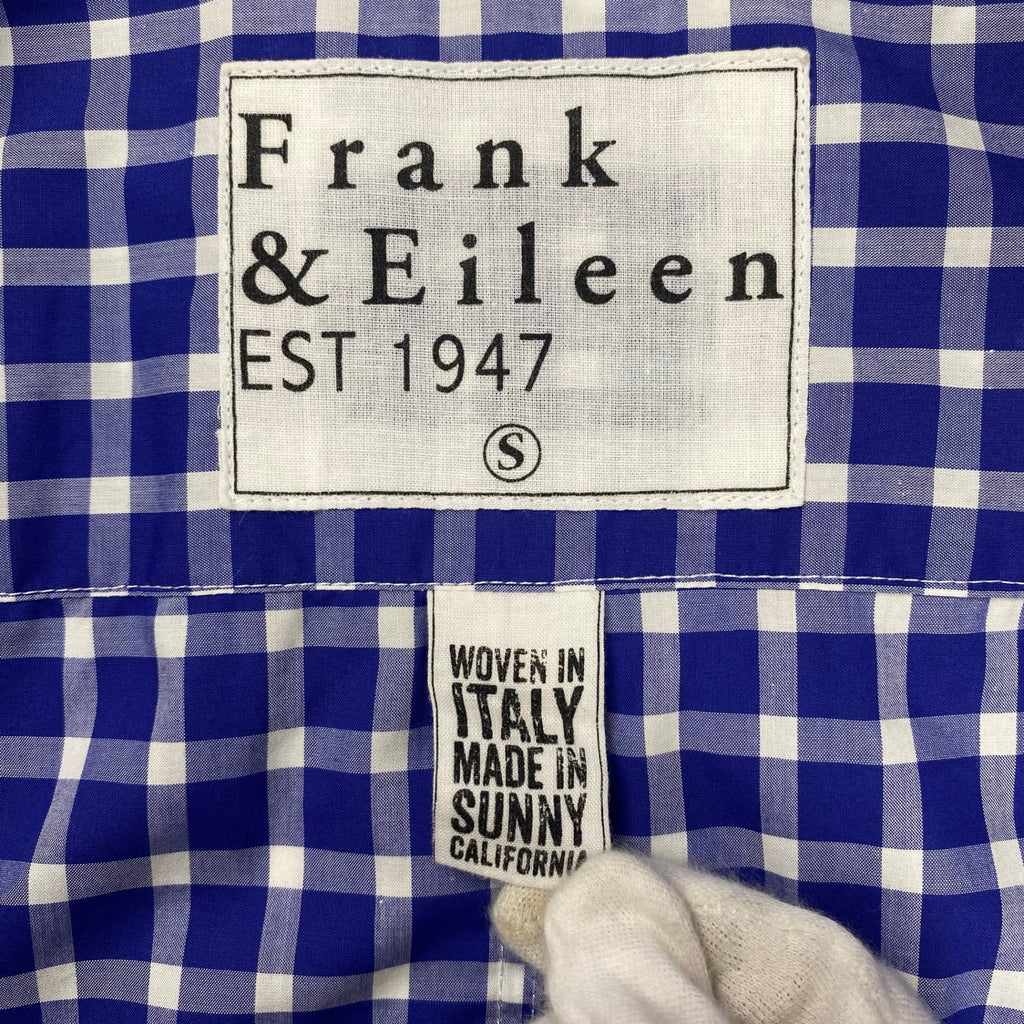 Frank
& Eileen
EST 1947
S
WOVEN IN
ITALY
MADE IN
SUNNY
CALIFORNIA